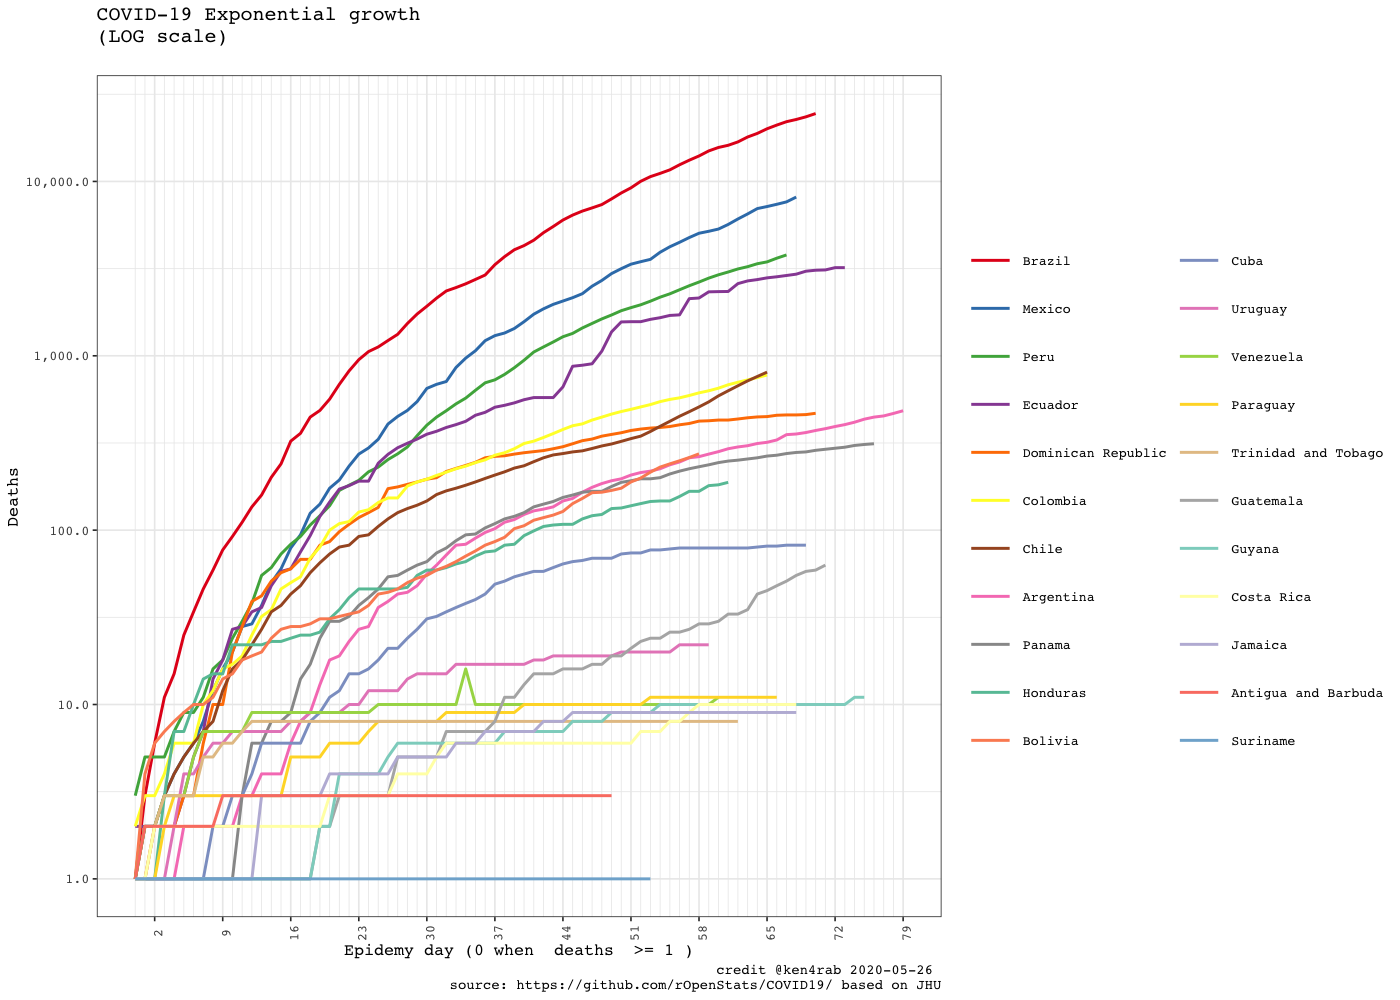 COVID-19 Exponential growth
(LOG scale)
Deaths
10,000.0
1,000.0
100.0
10.0
1.0
2 9 16 23 30 37 44 51 58 65 72 79
Epidemy day (0 when deaths >= 1 )
Brazil
Mexico
Peru
Ecuador
Dominican Republic
Colombia
Chile
Argentina
Panama
Honduras
Bolivia
Cuba
Uruguay
Venezuela
Paraguay
Trinidad and Tobago
Guatemala
Guyana
Costa Rica
Jamaica
Antigua and Barbuda
Suriname
credit @ken4rab 2020-05-26
source: https://github.com/rOpenStats/COVID19/ based on JHU